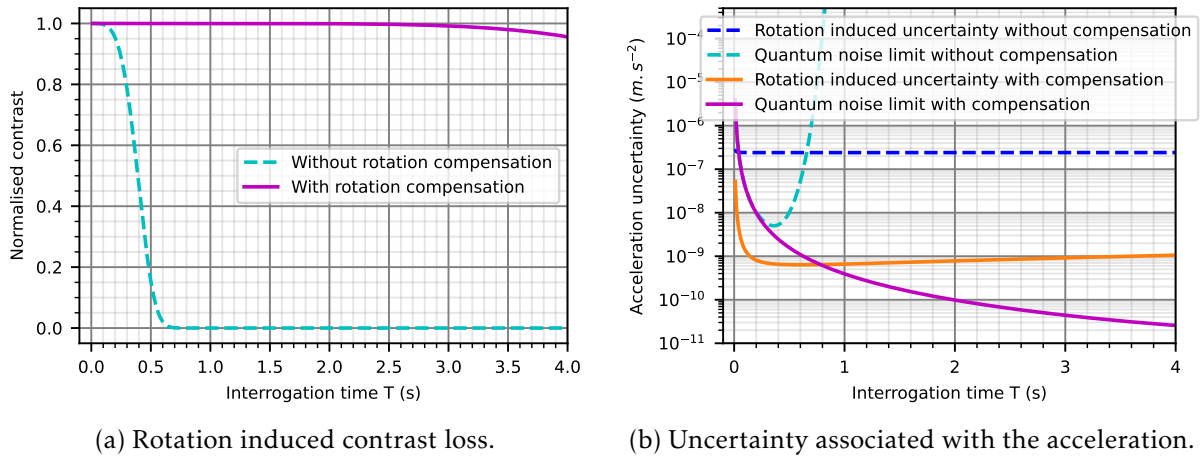 1.0
0.8
0.6
0.4
0.2
0.0
Normalised contrast
Without rotation compensation
With rotation compensation
0.0 0.5 1.0 1.5 2.0 2.5 3.0 3.5 4.0
Interrogation time T (s)
(a) Rotation induced contrast loss.
Rotation induced uncertainty without compensation
Quantum noise limit without compensation
Rotation induced uncertainty with compensation
Quantum noise limit with compensation
10⁻⁴
10⁻⁵
10⁻⁶
10⁻⁷
10⁻⁸
10⁻⁹
10⁻¹⁰
10⁻¹¹
Acceleration uncertainty (m.s⁻²)
0 1 2 3 4
Interrogation time T (s)
(b) Uncertainty associated with the acceleration.